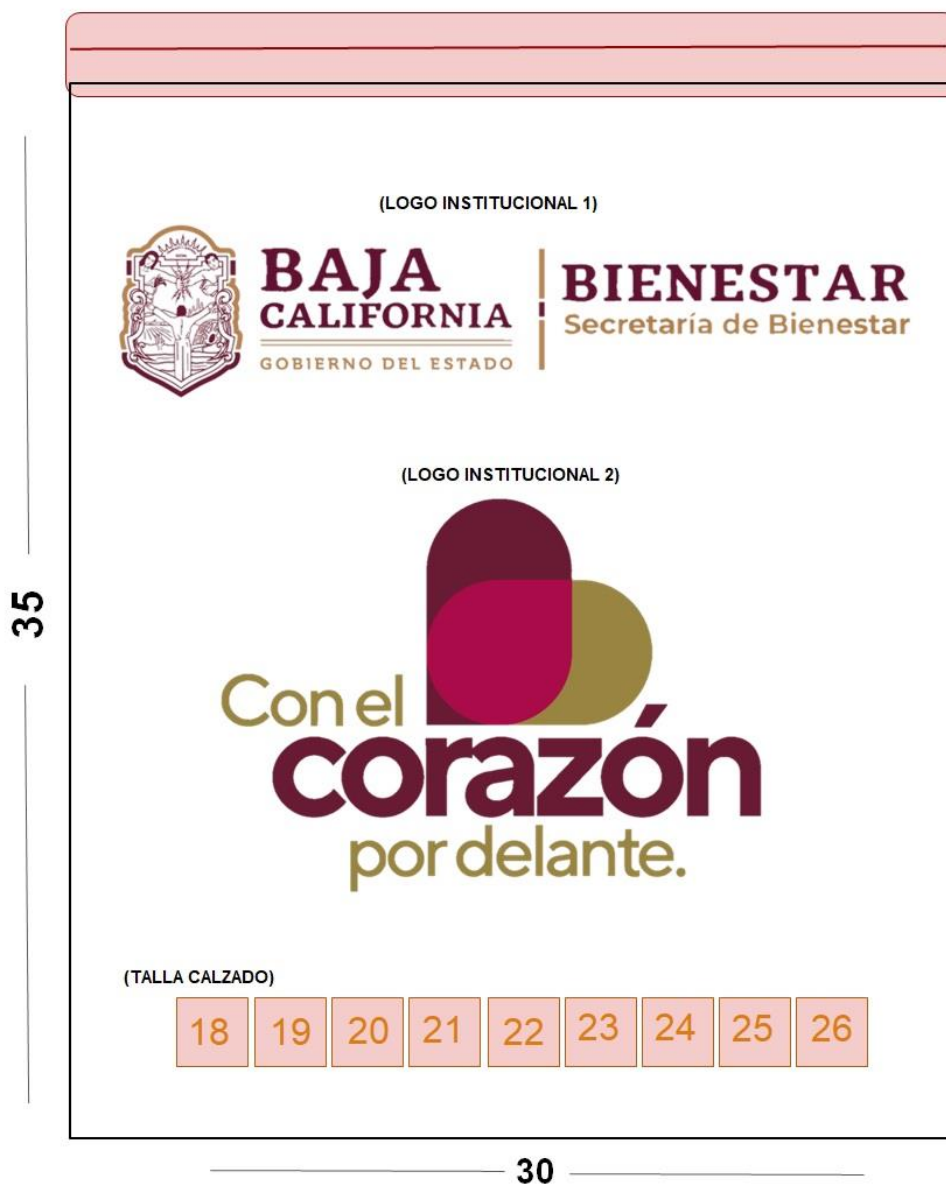 (LOGO INSTITUCIONAL 1)
BAJA
CALIFORNIA
GOBIERNO DEL ESTADO
BIENESTAR
Secretaría de Bienestar
(LOGO INSTITUCIONAL 2)
Con el
corazón
por delante.
35
(TALLA CALZADO)
18 19 20 21 22 23 24 25 26
30